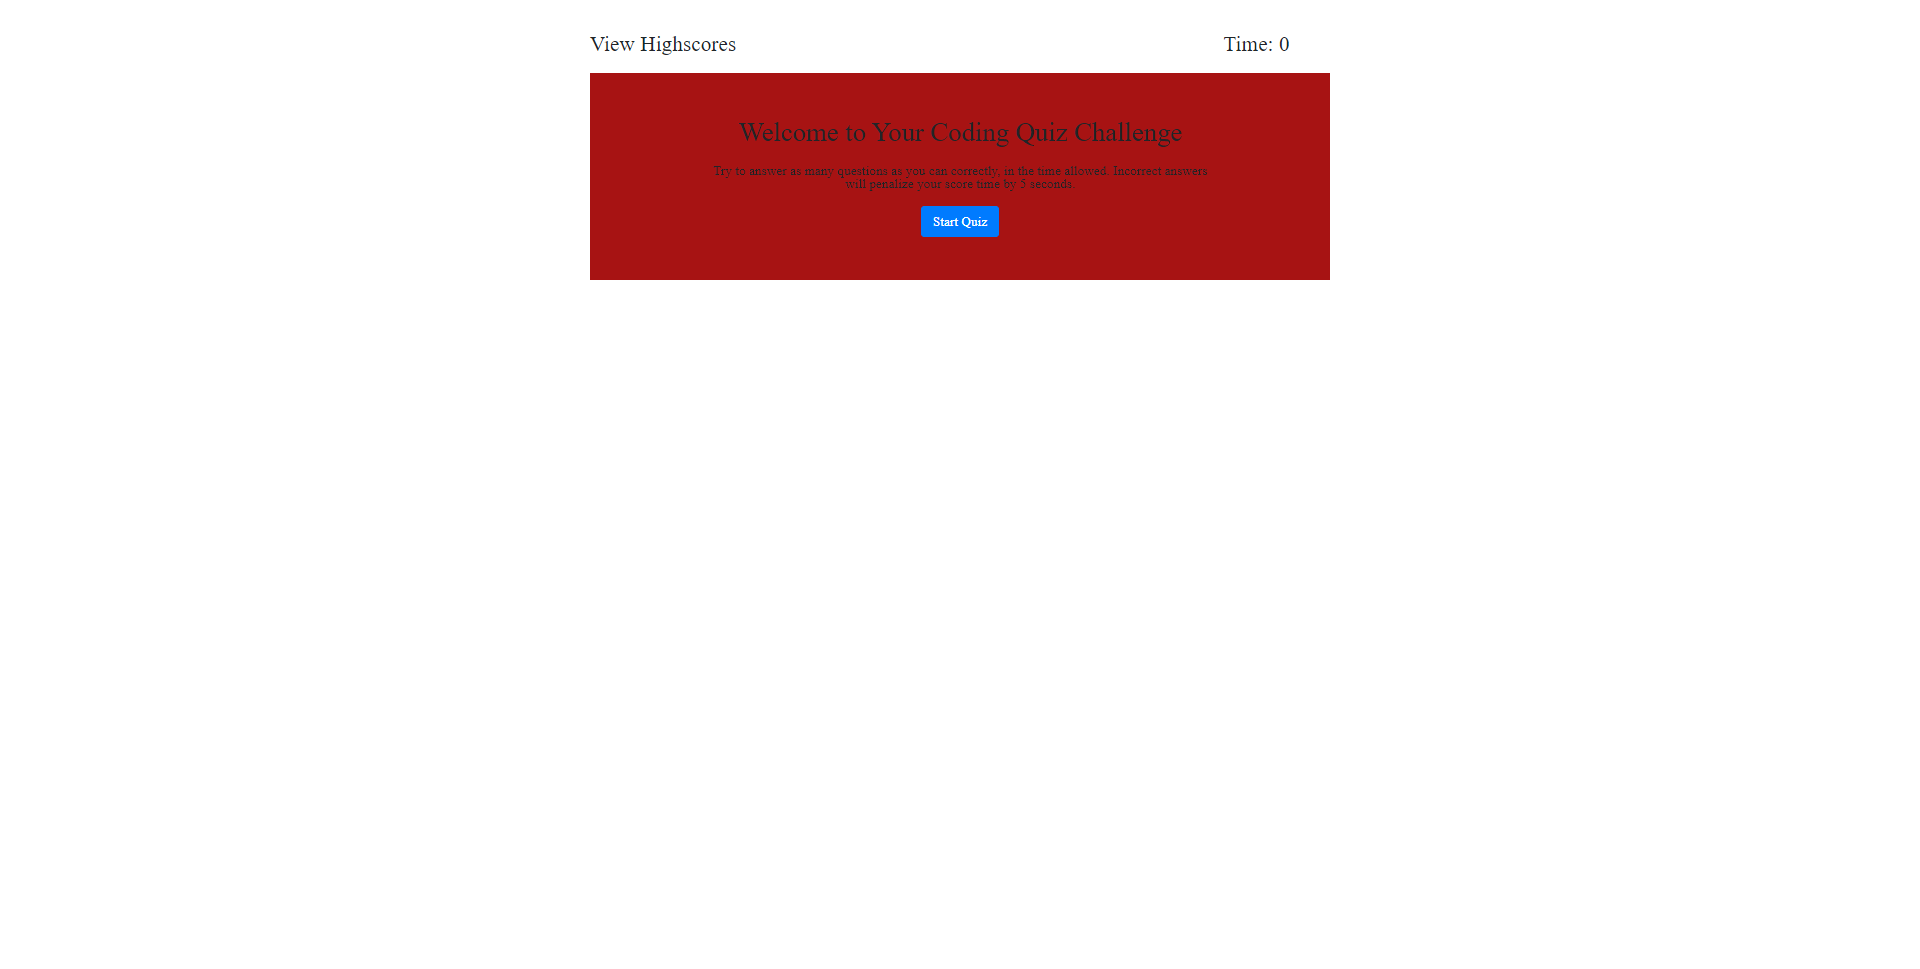 View Highscores
Time: 0
Welcome to Your Coding Quiz Challenge
Try to answer as many questions as you can correctly, in the time allowed. Incorrect answers
will penalize your score time by 5 seconds.
Start Quiz